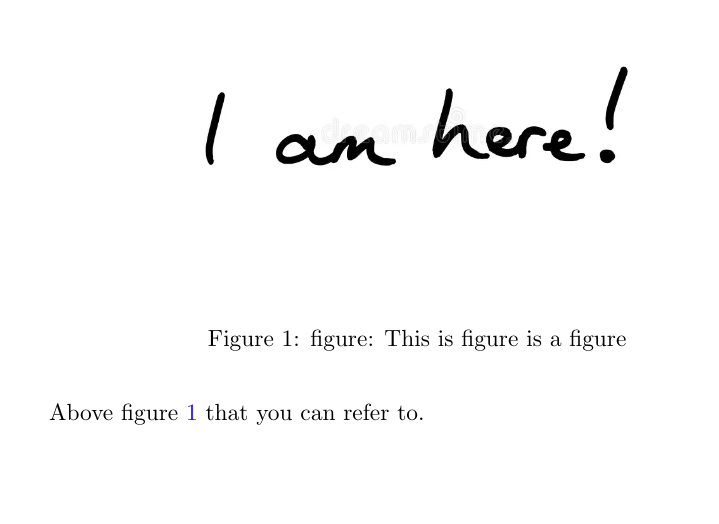 I am here!
dreamstime
Figure 1: figure: This is figure is a figure
Above figure 1 that you can refer to.